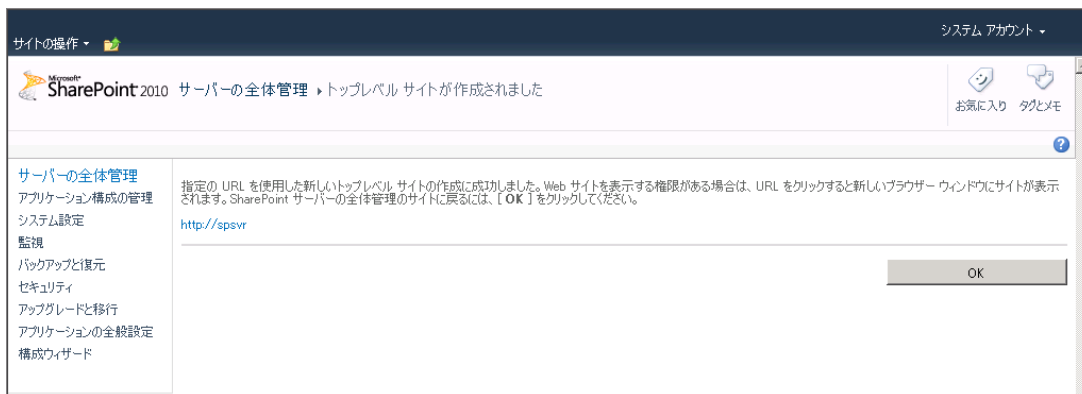 システム アカウント
サイトの操作
Microsoft
SharePoint 2010 サーバーの全体管理 ▸ トップレベル サイトが作成されました
お気に入り タグとメモ
サーバーの全体管理
アプリケーション構成の管理
システム設定
監視
バックアップと復元
セキュリティ
アップグレードと移行
アプリケーションの全般設定
構成ウィザード
指定の URL を使用した新しいトップレベル サイトの作成に成功しました。Web サイトを表示する権限がある場合は、URL をクリックすると新しいブラウザー ウィンドウにサイトが表示
されます。SharePoint サーバーの全体管理のサイトに戻るには、[ OK ] をクリックしてください。
http://spsvr
OK